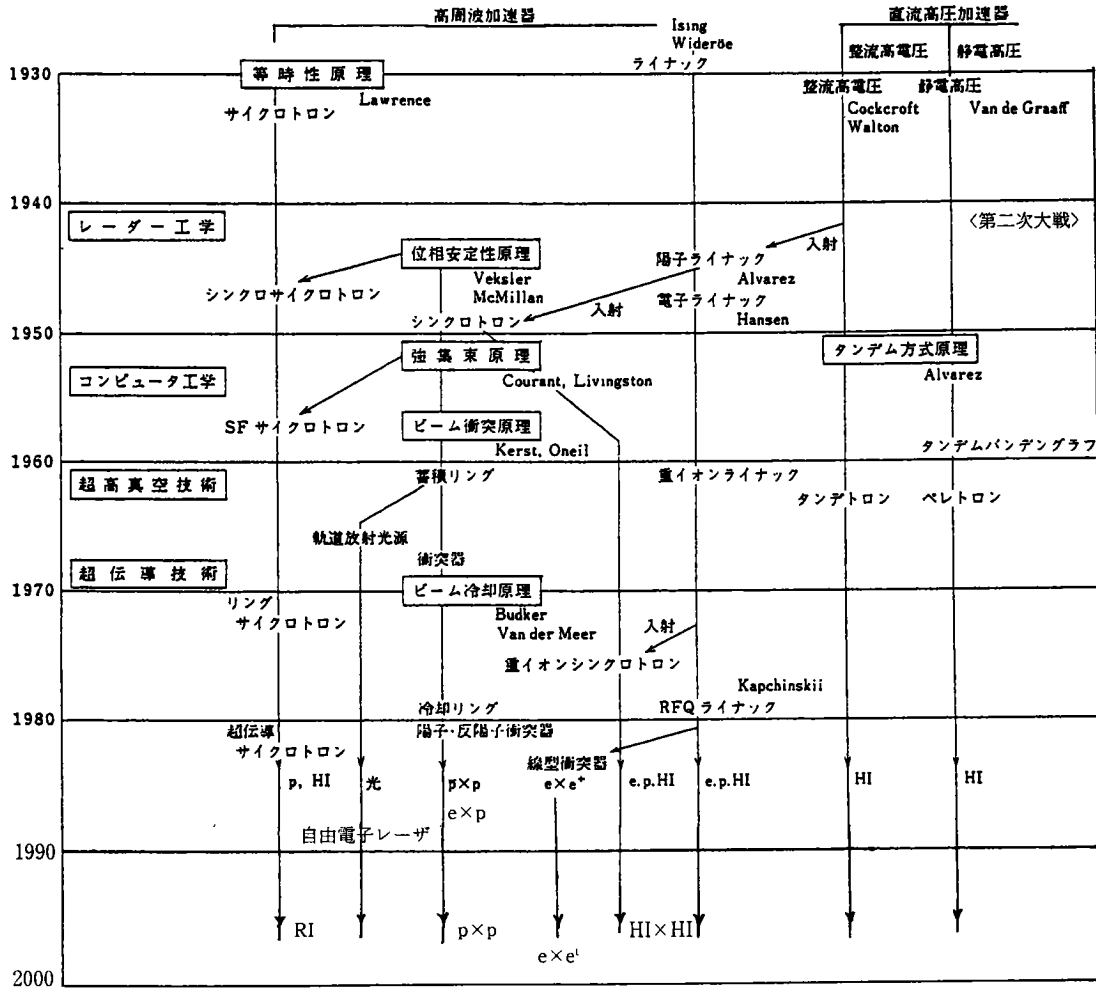 高周波加速器
直流高圧加速器
Ising
Wideröe
ライナック
整流高電圧
静電高圧
1930
等時性原理
Lawrence
サイクロトロン
整流高電圧
静電高圧
Cockcroft
Walton
Van de Graaff
1940
レーダー工学
〈第二次大戦〉
入射
位相安定性原理
Veksler
McMillan
陽子ライナック
Alvarez
シンクロサイクロトロン
電子ライナック
Hansen
入射
シンクロトロン
1950
強集束原理
タンデム方式原理
Alvarez
コンピュータ工学
Courant, Livingston
SFサイクロトロン
ビーム衝突原理
Kerst, Oneil
タンデムバンデングラフ
1960
蓄積リング
重イオンライナック
超高真空技術
タンデトロン
ペレトロン
軌道放射光源
衝突器
超伝導技術
ビーム冷却原理
1970
リング
サイクロトロン
Budker
Van der Meer
入射
重イオンシンクロトロン
Kapchinskii
冷却リング
RFQライナック
1980
超伝導
サイクロトロン
陽子・反陽子衝突器
線型衝突器
p, HI
光
p̄×p
e×e⁺
e.p.HI
e.p.HI
HI
HI
e×p
自由電子レーザ
1990
RI
p×p
HI×HI
2000